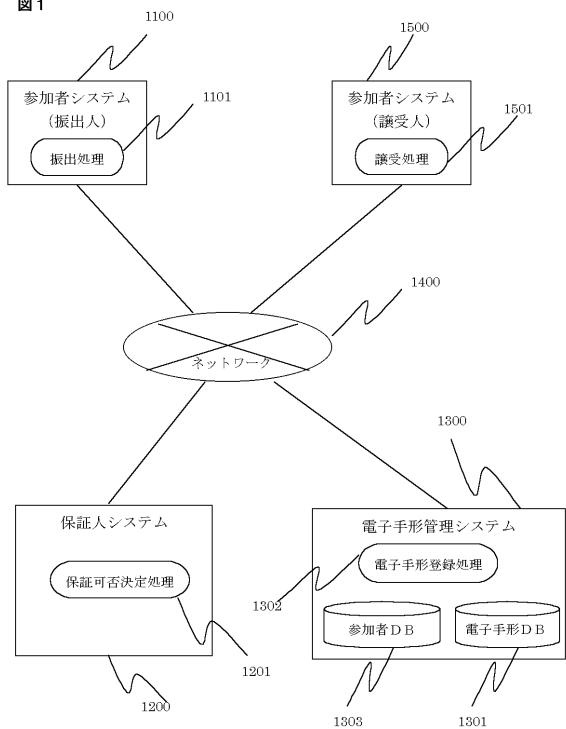 図1
1100
1500
参加者システム
(振出人)
1101
振出処理
参加者システム
(譲受人)
1501
譲受処理
1400
ネットワーク
1300
保証人システム
保証可否決定処理
1201
1200
電子手形管理システム
電子手形登録処理
1302
参加者DB
電子手形DB
1303
1301